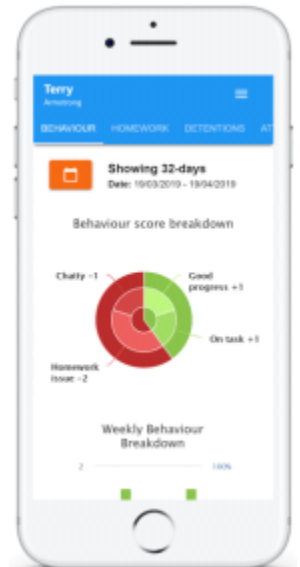 Terry
Armstrong
BEHAVIOUR HOMEWORK DETENTIONS AT
Showing 32-days
Date: 19/03/2019 - 19/04/2019
Behaviour score breakdown
Chatty -1
Good
progress +1
On task +1
Homework
issue -2
Weekly Behaviour
Breakdown
2 100%